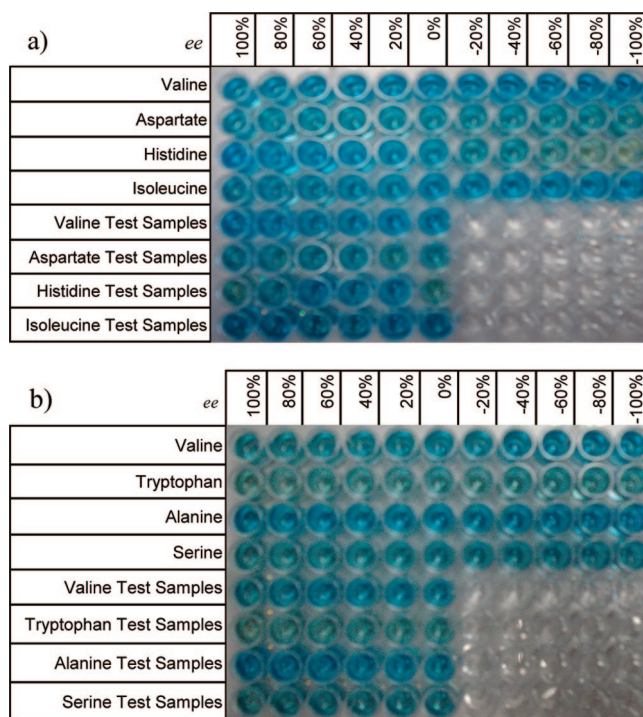 a)
ee 100% 80% 60% 40% 20% 0% -20% -40% -60% -80% -100%
Valine
Aspartate
Histidine
Isoleucine
Valine Test Samples
Aspartate Test Samples
Histidine Test Samples
Isoleucine Test Samples
b)
ee 100% 80% 60% 40% 20% 0% -20% -40% -60% -80% -100%
Valine
Tryptophan
Alanine
Serine
Valine Test Samples
Tryptophan Test Samples
Alanine Test Samples
Serine Test Samples